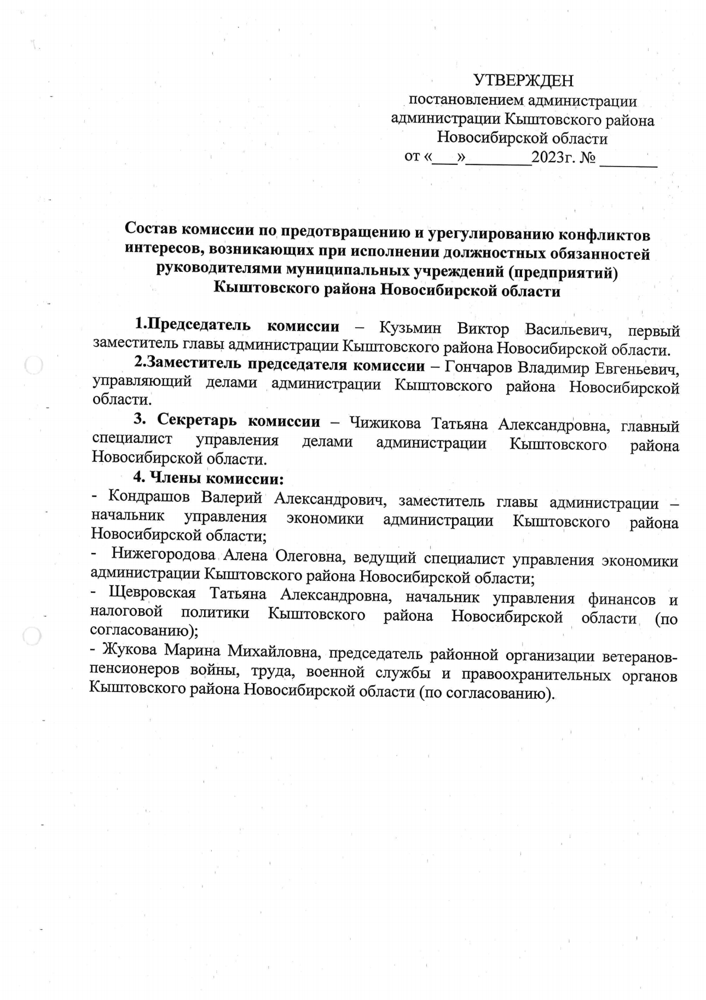 УТВЕРЖДЕН
постановлением администрации
администрации Кыштовского района
Новосибирской области
от «___»________2023г. № _______
Состав комиссии по предотвращению и урегулированию конфликтов
интересов, возникающих при исполнении должностных обязанностей
руководителями муниципальных учреждений (предприятий)
Кыштовского района Новосибирской области
1.Председатель комиссии – Кузьмин Виктор Васильевич, первый
заместитель главы администрации Кыштовского района Новосибирской области.
2.Заместитель председателя комиссии – Гончаров Владимир Евгеньевич,
управляющий делами администрации Кыштовского района Новосибирской
области.
3. Секретарь комиссии – Чижикова Татьяна Александровна, главный
специалист управления делами администрации Кыштовского района
Новосибирской области.
4. Члены комиссии:
- Кондрашов Валерий Александрович, заместитель главы администрации –
начальник управления экономики администрации Кыштовского района
Новосибирской области;
- Нижегородова Алена Олеговна, ведущий специалист управления экономики
администрации Кыштовского района Новосибирской области;
- Щевровская Татьяна Александровна, начальник управления финансов и
налоговой политики Кыштовского района Новосибирской области (по
согласованию);
- Жукова Марина Михайловна, председатель районной организации ветеранов-
пенсионеров войны, труда, военной службы и правоохранительных органов
Кыштовского района Новосибирской области (по согласованию).